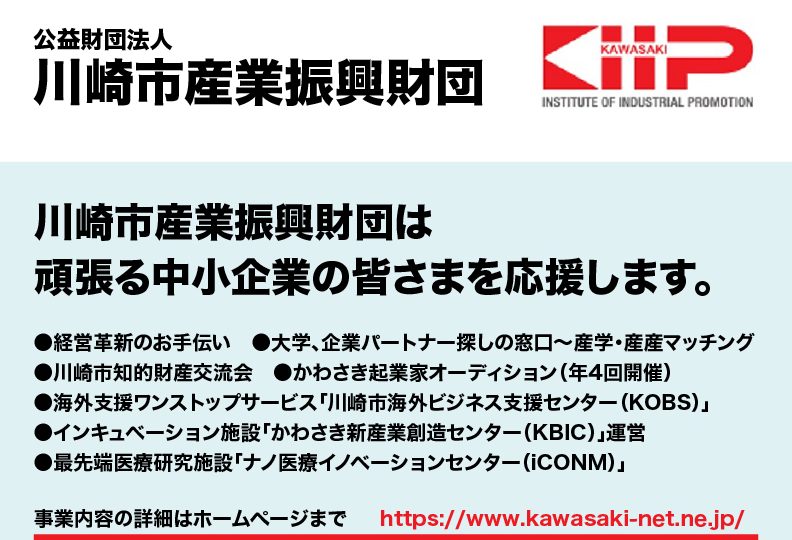 公益財団法人
川崎市産業振興財団
KAWASAKI
KIIP
INSTITUTE OF INDUSTRIAL PROMOTION
川崎市産業振興財団は
頑張る中小企業の皆さまを応援します。
●経営革新のお手伝い　●大学、企業パートナー探しの窓口～産学・産産マッチング
●川崎市知的財産交流会　●かわさき起業家オーディション（年4回開催）
●海外支援ワンストップサービス「川崎市海外ビジネス支援センター（KOBS）」
●インキュベーション施設「かわさき新産業創造センター（KBIC）」運営
●最先端医療研究施設「ナノ医療イノベーションセンター（iCONM）」
事業内容の詳細はホームページまで　https://www.kawasaki-net.ne.jp/